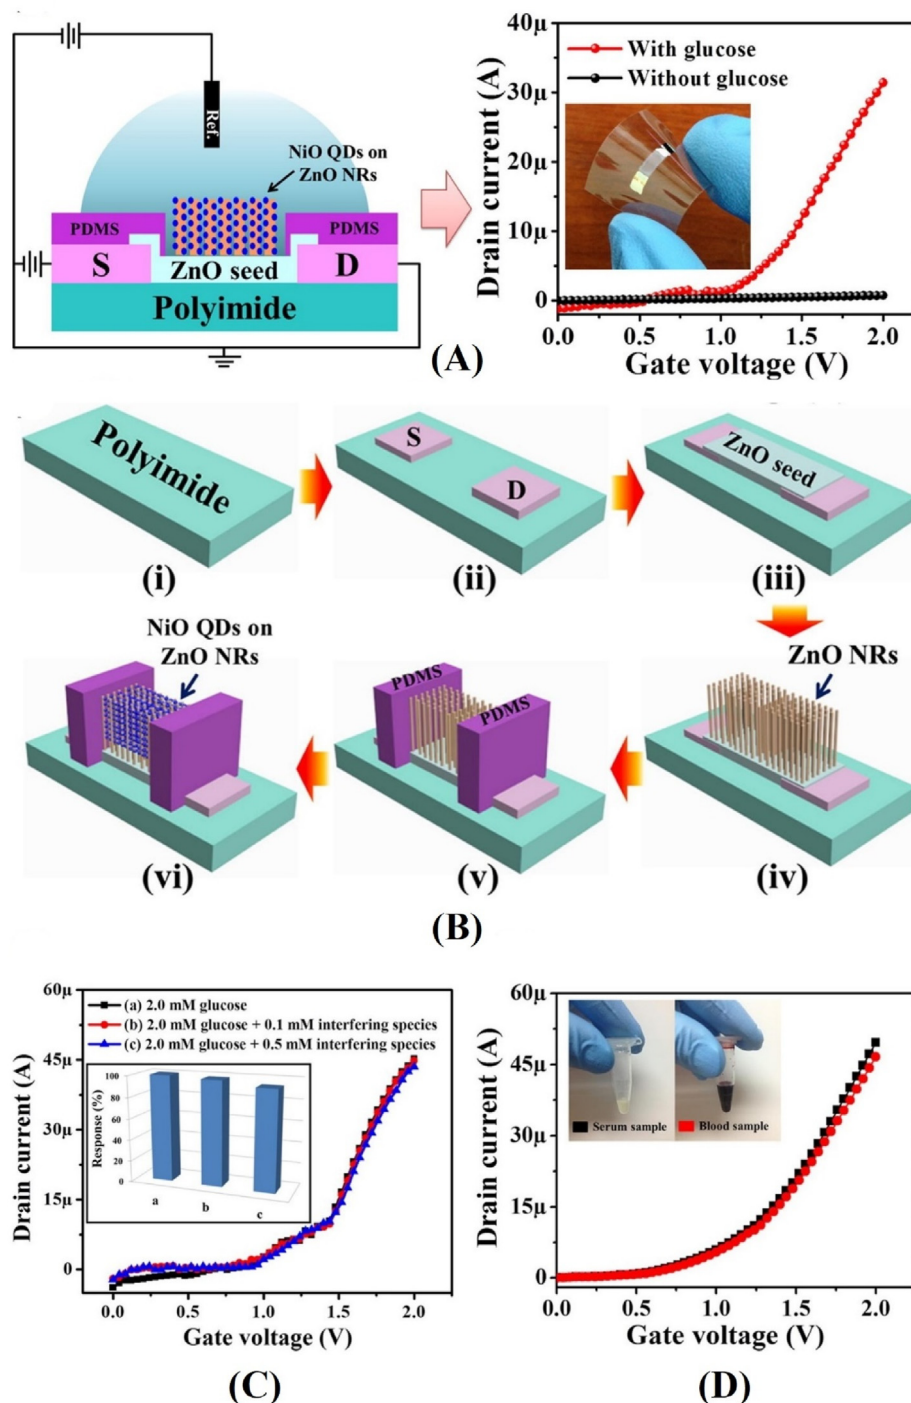 Ref.
NiO QDs on
ZnO NRs
PDMS
PDMS
S
ZnO seed
D
Polyimide
(A)
40μ
30μ
20μ
10μ
0
Drain current (A)
With glucose
Without glucose
0.0 0.5 1.0 1.5 2.0
Gate voltage (V)
Polyimide
(i)
S
D
(ii)
ZnO seed
(iii)
NiO QDs on
ZnO NRs
(vi)
PDMS
PDMS
(v)
ZnO NRs
(iv)
(B)
60μ
45μ
30μ
15μ
0
Drain current (A)
(a) 2.0 mM glucose
(b) 2.0 mM glucose + 0.1 mM interfering species
(c) 2.0 mM glucose + 0.5 mM interfering species
100
80
60
40
20
0
Response (%)
a b c
0.0 0.5 1.0 1.5 2.0
Gate voltage (V)
(C)
60μ
45μ
30μ
15μ
0
Drain current (A)
Serum sample
Blood sample
0.0 0.5 1.0 1.5 2.0
Gate voltage (V)
(D)